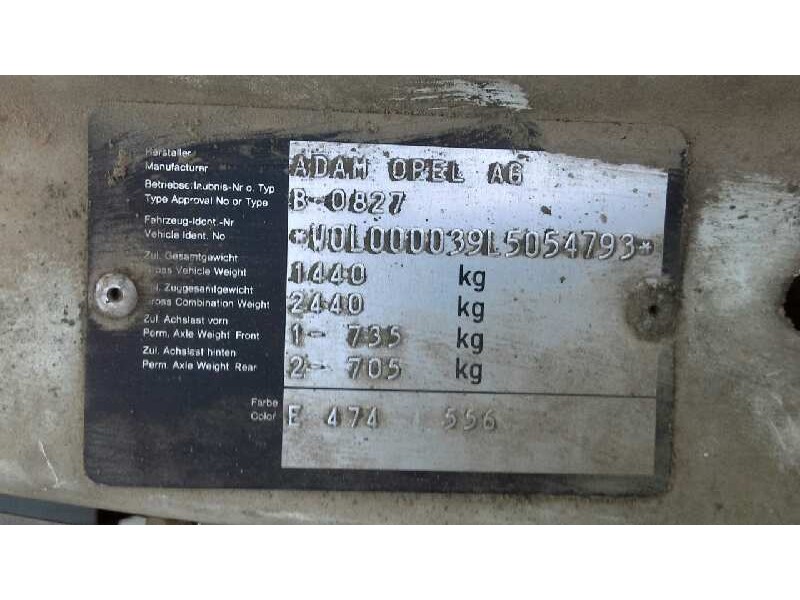 Hersteller
Manufacturer ADAM OPEL AG
Betriebserlaubnis-Nr o. Typ
Type Approval No or Type B-0827
Fahrzeug-Ident.-Nr
Vehicle Ident. No *W0L000039L5054793*
Zul. Gesamtgewicht
Gross Vehicle Weight 1440 kg
Zul. Zuggesamtgewicht
Gross Combination Weight 2440 kg
Zul. Achslast vorn
Perm. Axle Weight Front 1- 735 kg
Zul. Achslast hinten
Perm. Axle Weight Rear 2- 705 kg
Farbe
Color E 474 556